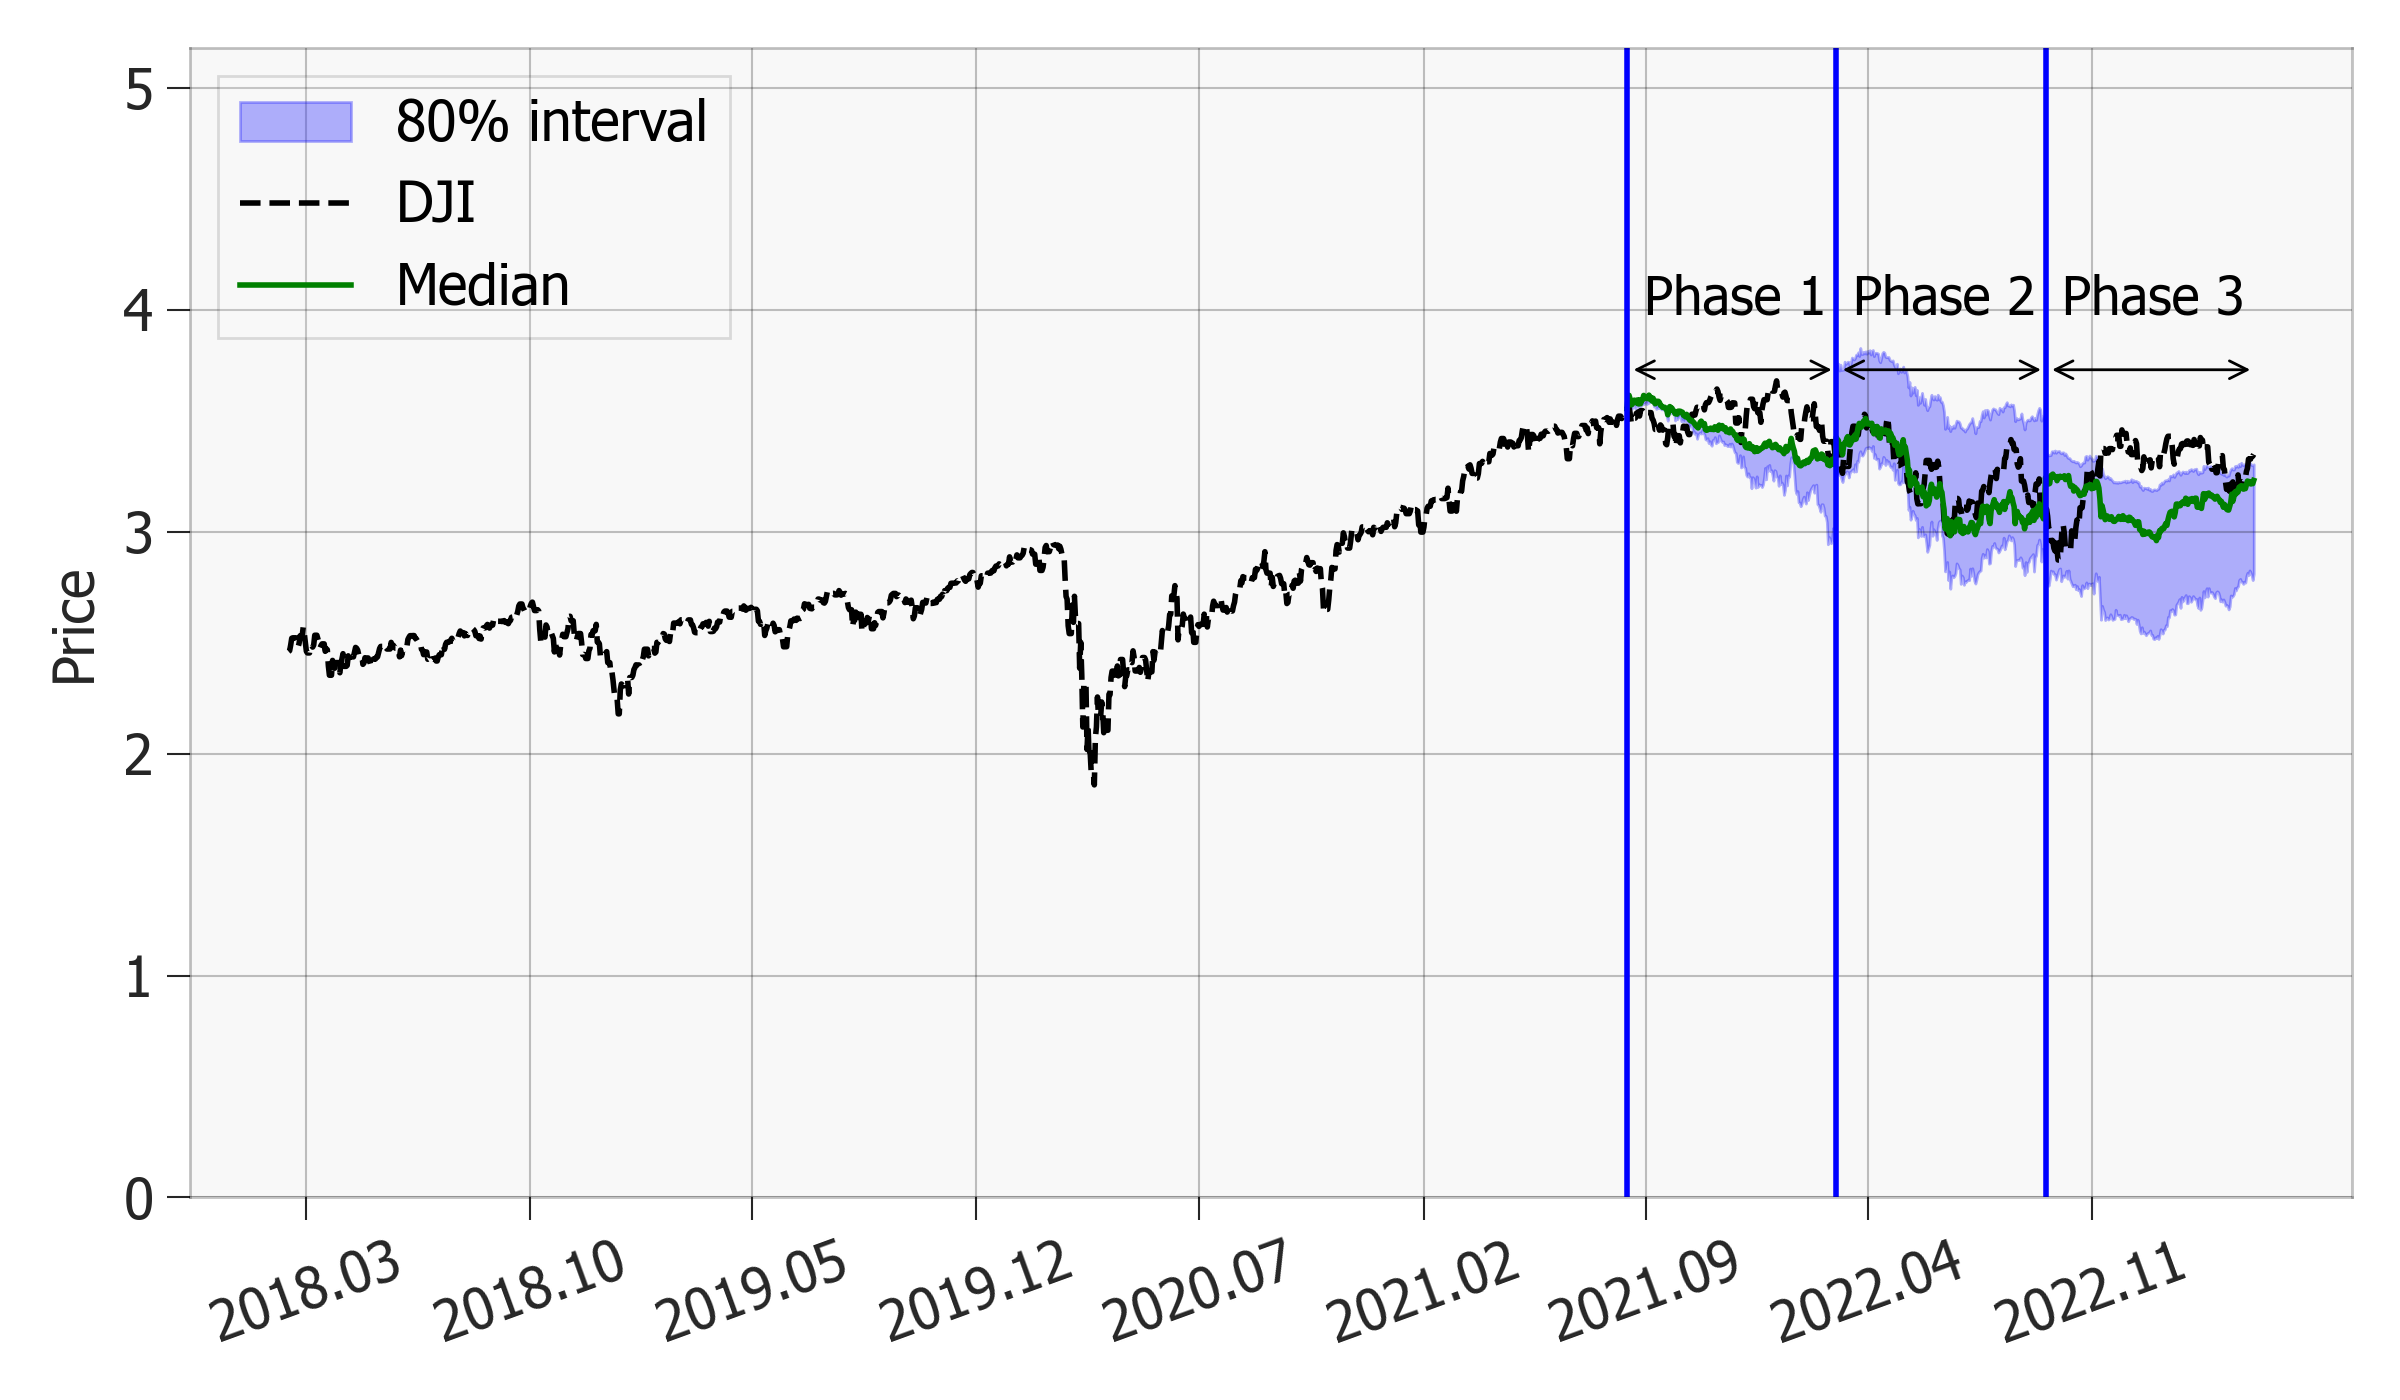 5
80% interval
DJI
Median
4
Phase 1
Phase 2
Phase 3
3
Price
2
1
0
2018.03
2018.10
2019.05
2019.12
2020.07
2021.02
2021.09
2022.04
2022.11